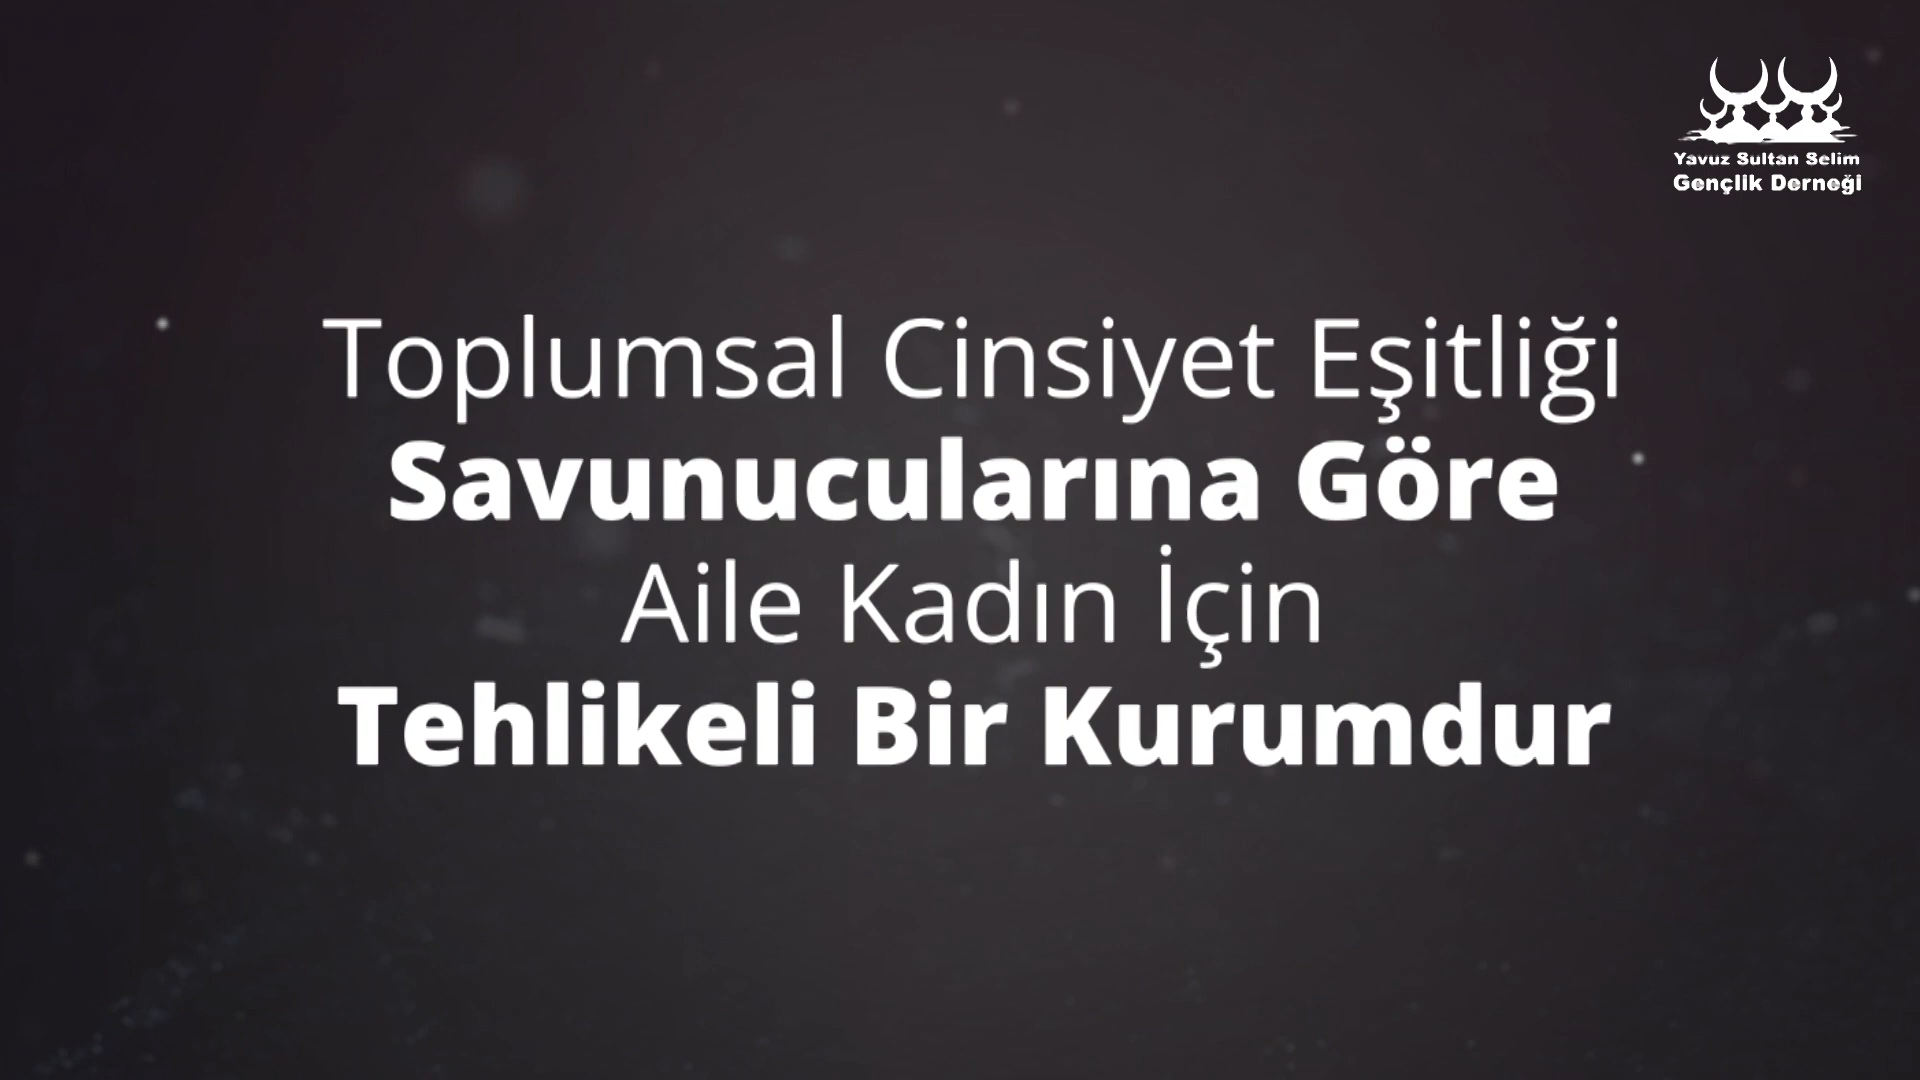 Yavuz Sultan Selim
Gençlik Derneği
Toplumsal Cinsiyet Eşitliği
Savunucularına Göre
Aile Kadın İçin
Tehlikeli Bir Kurumdur